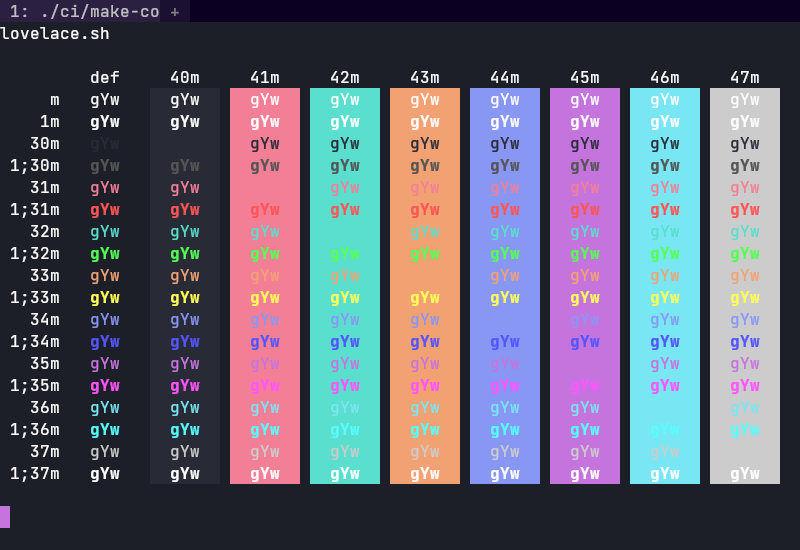 1: ./ci/make-co +
lovelace.sh
def 40m 41m 42m 43m 44m 45m 46m 47m
m gYw gYw gYw gYw gYw gYw gYw gYw gYw
1m gYw gYw gYw gYw gYw gYw gYw gYw gYw
30m gYw gYw gYw gYw gYw gYw gYw gYw
1;30m gYw gYw gYw gYw gYw gYw gYw gYw gYw
31m gYw gYw gYw gYw gYw gYw gYw gYw
1;31m gYw gYw gYw gYw gYw gYw gYw gYw gYw
32m gYw gYw gYw gYw gYw gYw gYw gYw
1;32m gYw gYw gYw gYw gYw gYw gYw gYw gYw
33m gYw gYw gYw gYw gYw gYw gYw gYw
1;33m gYw gYw gYw gYw gYw gYw gYw gYw gYw
34m gYw gYw gYw gYw gYw gYw gYw gYw
1;34m gYw gYw gYw gYw gYw gYw gYw gYw gYw
35m gYw gYw gYw gYw gYw gYw gYw gYw
1;35m gYw gYw gYw gYw gYw gYw gYw gYw gYw
36m gYw gYw gYw gYw gYw gYw gYw gYw
1;36m gYw gYw gYw gYw gYw gYw gYw gYw gYw
37m gYw gYw gYw gYw gYw gYw gYw gYw
1;37m gYw gYw gYw gYw gYw gYw gYw gYw gYw